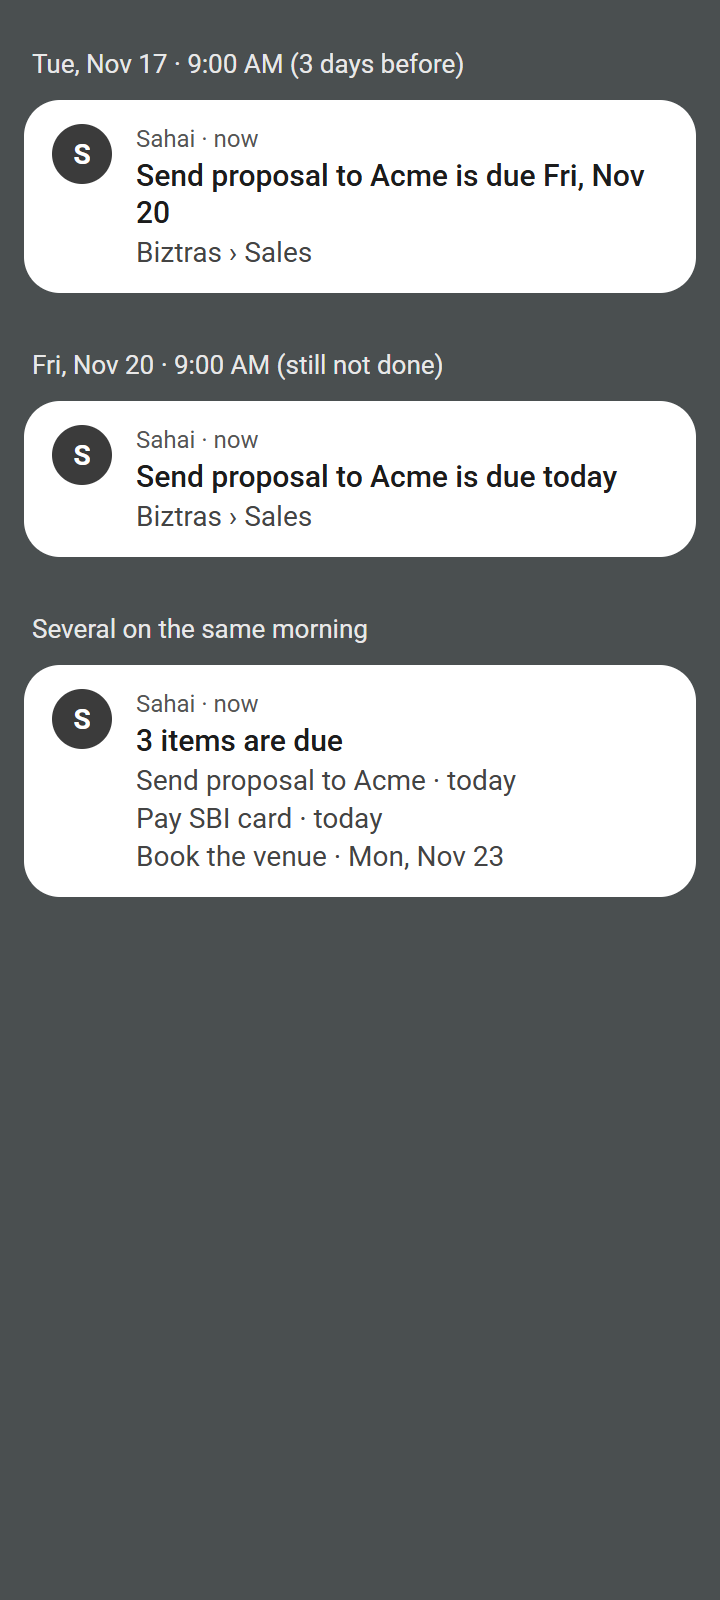 Tue, Nov 17 · 9:00 AM (3 days before)
S
Sahai · now
Send proposal to Acme is due Fri, Nov
20
Biztras › Sales
Fri, Nov 20 · 9:00 AM (still not done)
S
Sahai · now
Send proposal to Acme is due today
Biztras › Sales
Several on the same morning
S
Sahai · now
3 items are due
Send proposal to Acme · today
Pay SBI card · today
Book the venue · Mon, Nov 23